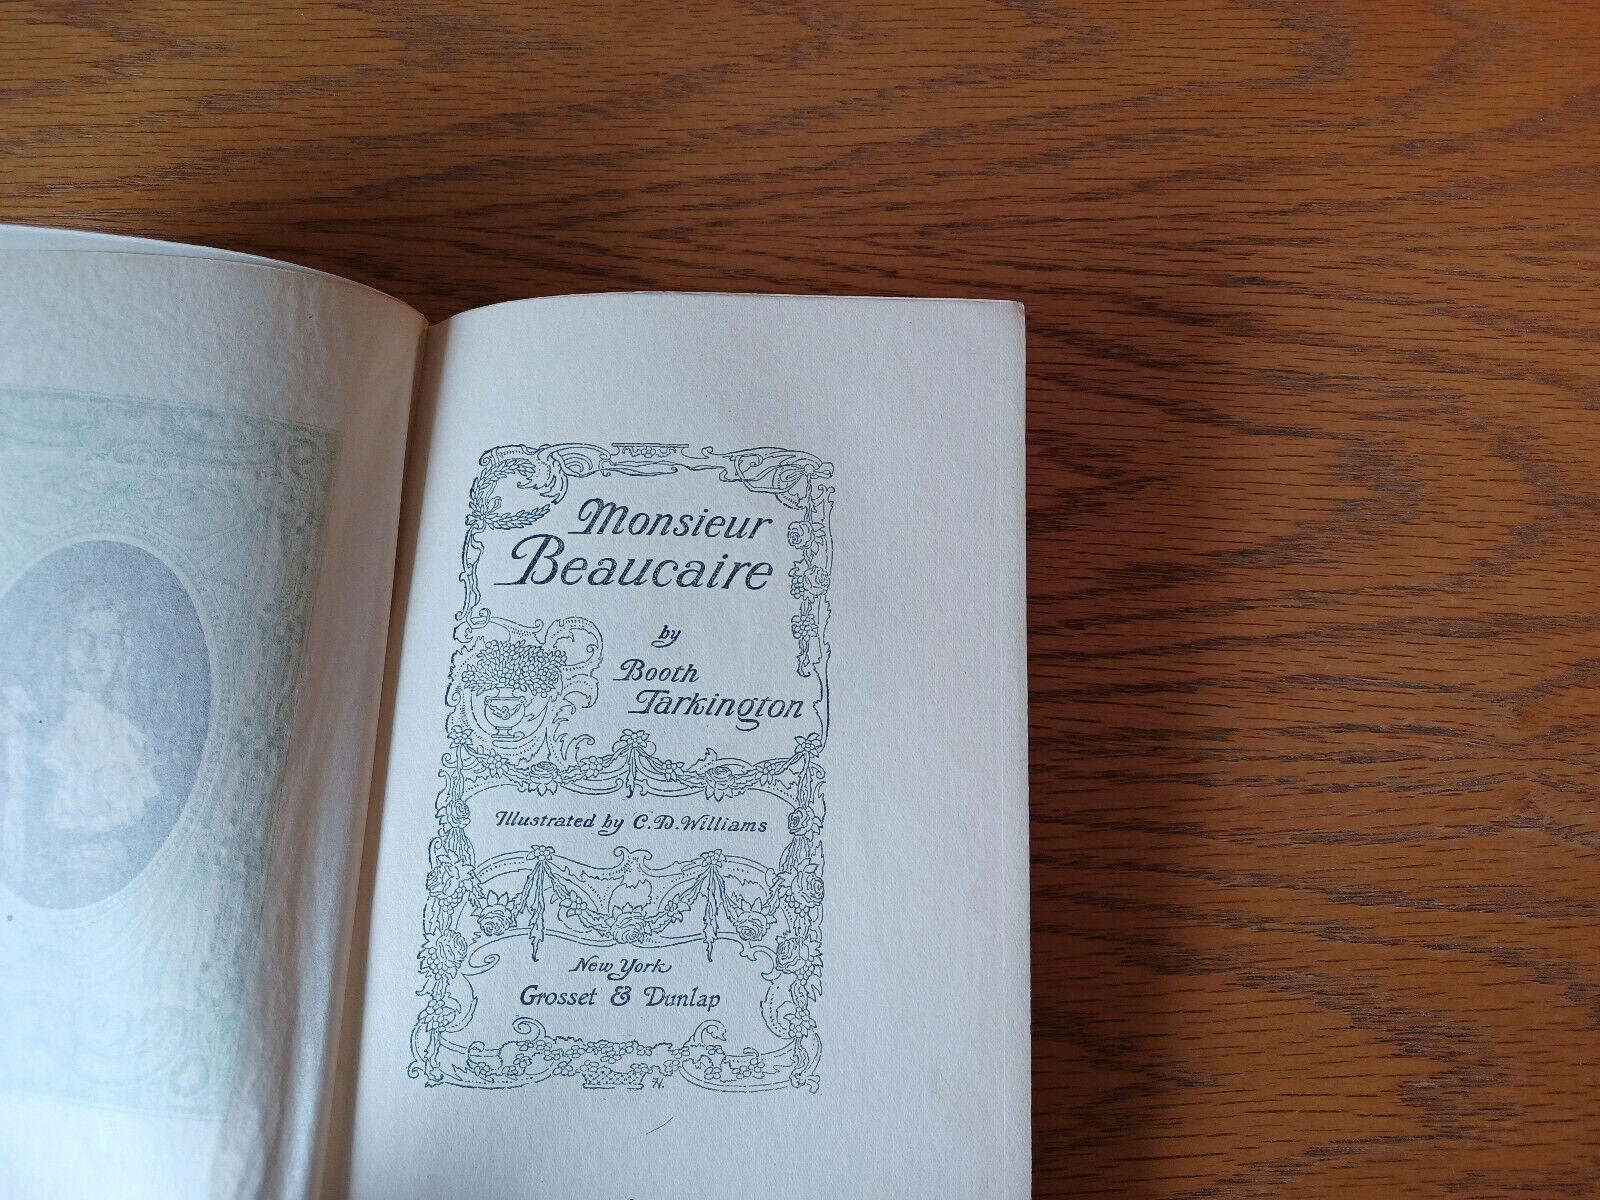 Monsieur
Beaucaire
by
Booth
Tarkington
Illustrated by C.D. Williams
New York
Grosset & Dunlap